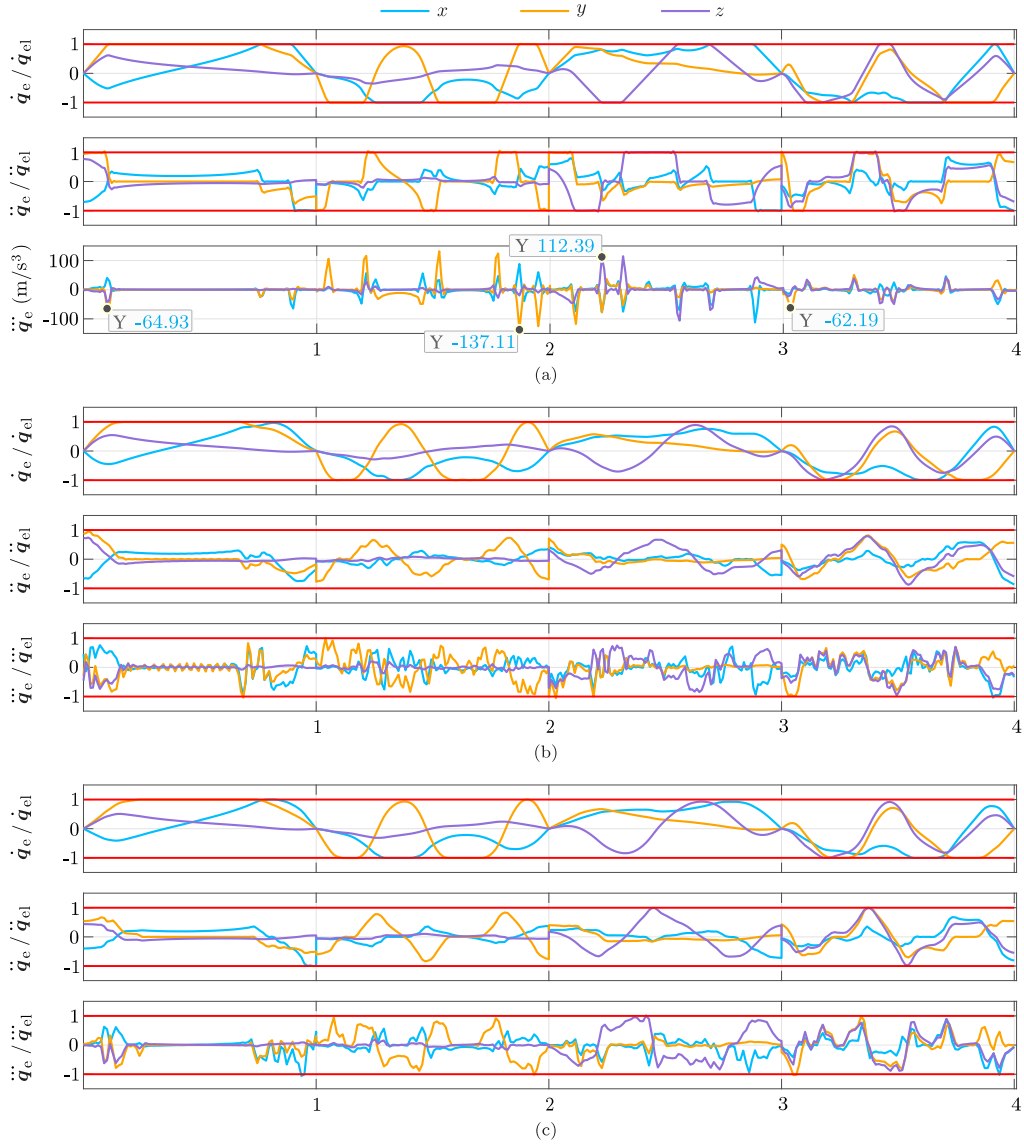 x y z
q̇e / q̇el
1
0
-1
q̈e / q̈el
1
0
-1
q⃛e (m/s³)
100
0
-100
Y 112.39
Y -64.93
Y -62.19
Y -137.11
1 2 3 4
(a)
q̇e / q̇el
1
0
-1
q̈e / q̈el
1
0
-1
q⃛e / q⃛el
1
0
-1
1 2 3 4
(b)
q̇e / q̇el
1
0
-1
q̈e / q̈el
1
0
-1
q⃛e / q⃛el
1
0
-1
1 2 3 4
(c)